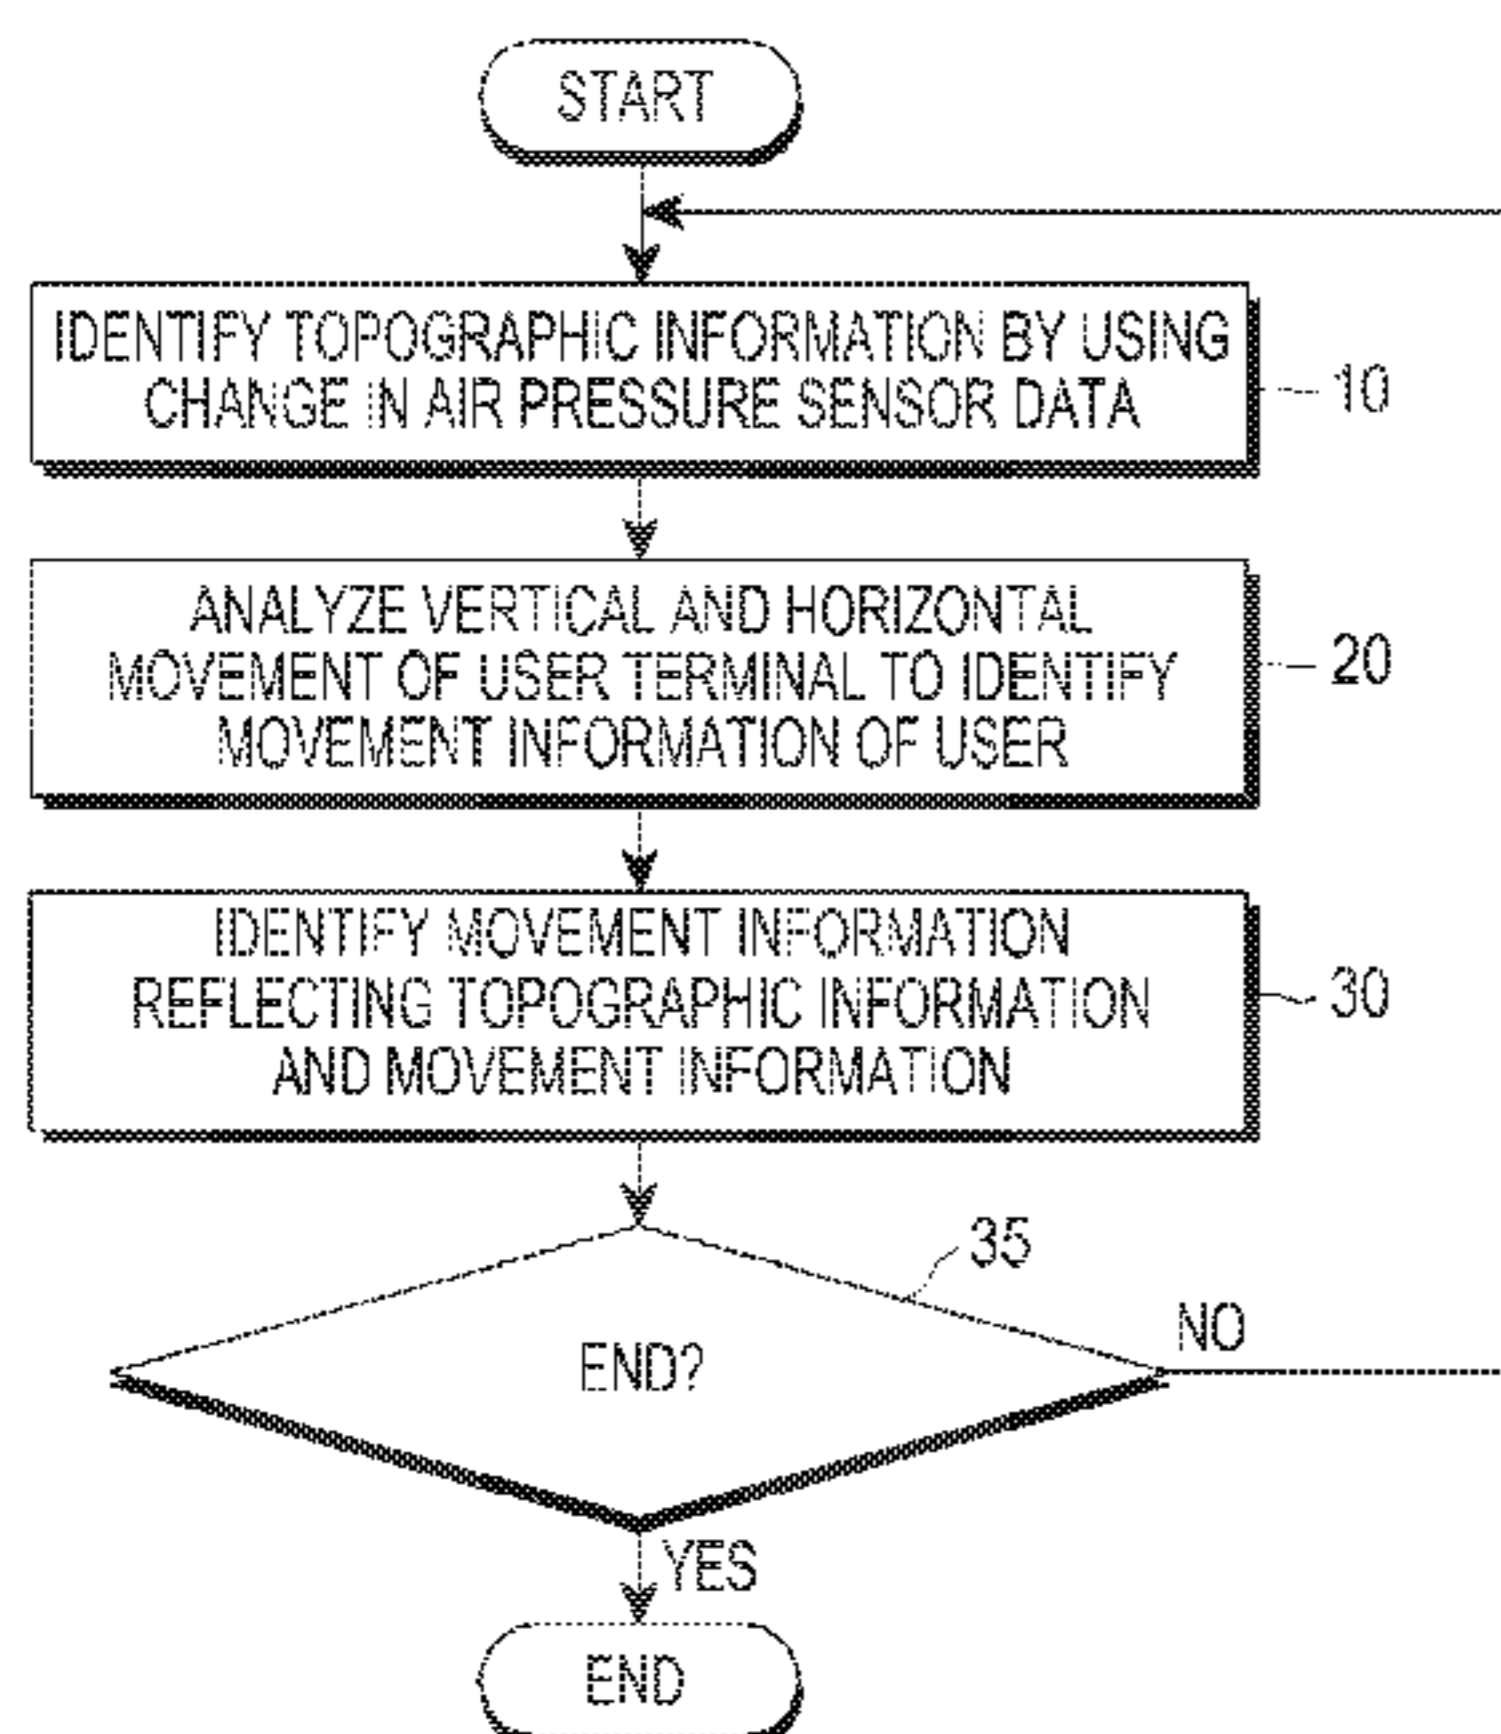 START
IDENTIFY TOPOGRAPHIC INFORMATION BY USING
CHANGE IN AIR PRESSURE SENSOR DATA
10
ANALYZE VERTICAL AND HORIZONTAL
MOVEMENT OF USER TERMINAL TO IDENTIFY
MOVEMENT INFORMATION OF USER
20
IDENTIFY MOVEMENT INFORMATION
REFLECTING TOPOGRAPHIC INFORMATION
AND MOVEMENT INFORMATION
30
35
END?
NO
YES
END